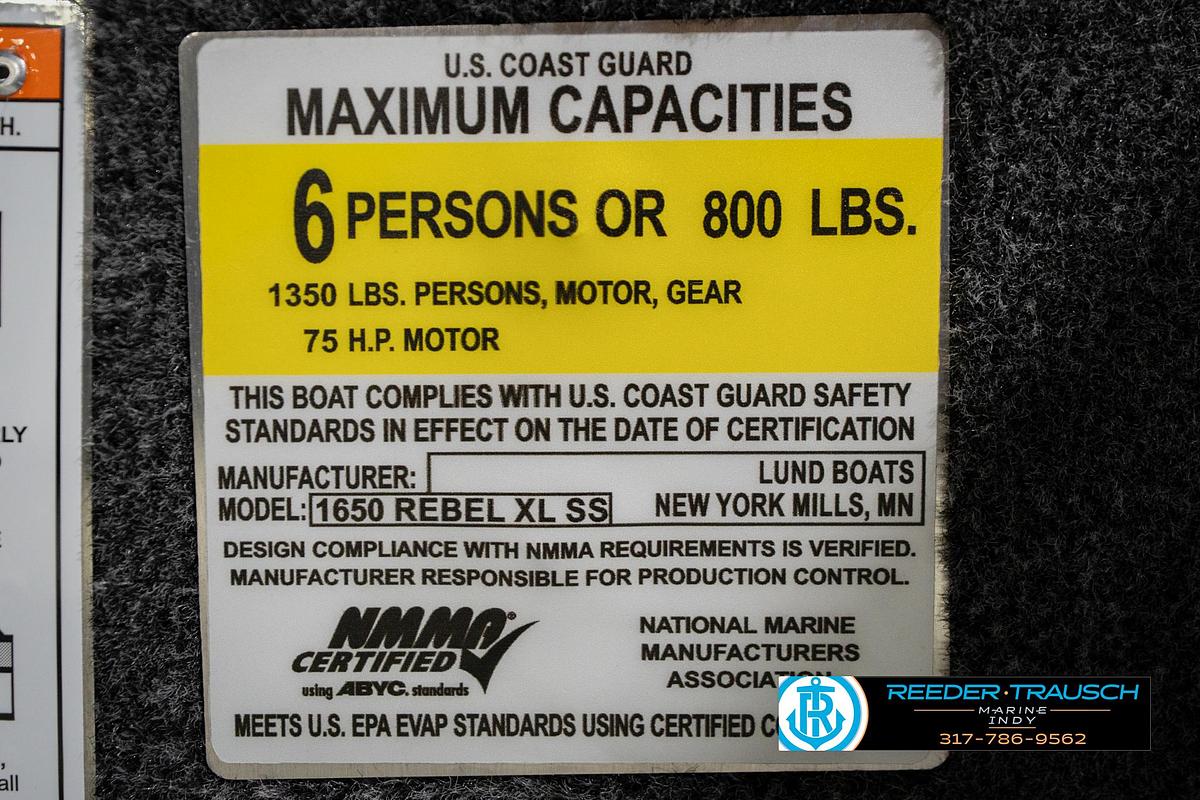 H.
LY
all
U.S. COAST GUARD
MAXIMUM CAPACITIES
6 PERSONS OR 800 LBS.
1350 LBS. PERSONS, MOTOR, GEAR
75 H.P. MOTOR
THIS BOAT COMPLIES WITH U.S. COAST GUARD SAFETY
STANDARDS IN EFFECT ON THE DATE OF CERTIFICATION
MANUFACTURER: LUND BOATS
MODEL: 1650 REBEL XL SS NEW YORK MILLS, MN
DESIGN COMPLIANCE WITH NMMA REQUIREMENTS IS VERIFIED.
MANUFACTURER RESPONSIBLE FOR PRODUCTION CONTROL.
NMMA®
CERTIFIED
using ABYC. standards
NATIONAL MARINE
MANUFACTURERS
ASSOCIATION
MEETS U.S. EPA EVAP STANDARDS USING CERTIFIED
REEDER·TRAUSCH
MARINE
INDY
317-786-9562